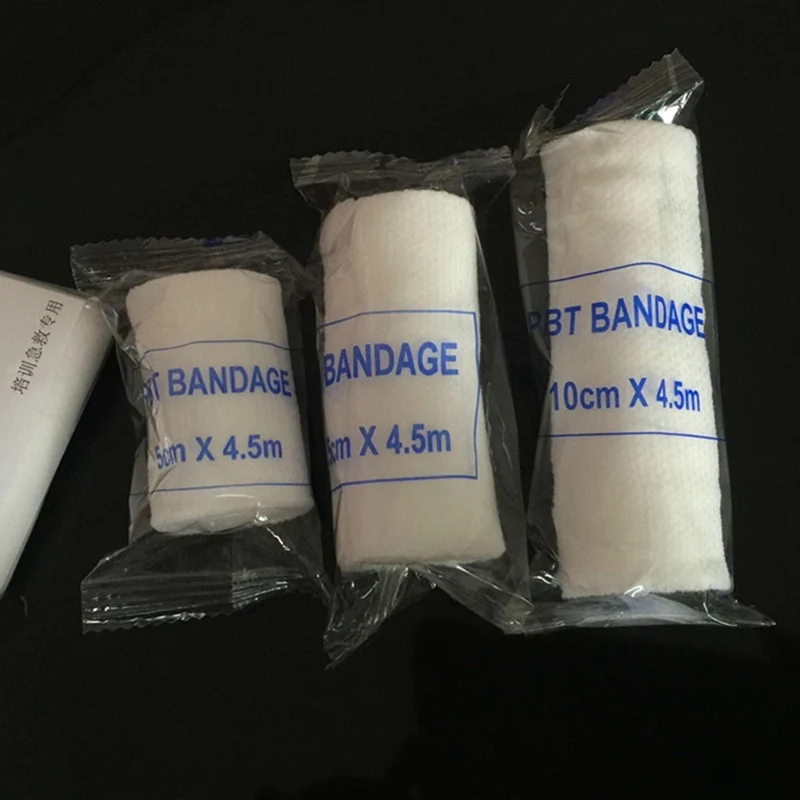 培训急救专用
BT BANDAGE
5cm X 4.5m
BANDAGE
5cm X 4.5m
PBT BANDAGE
10cm X 4.5m